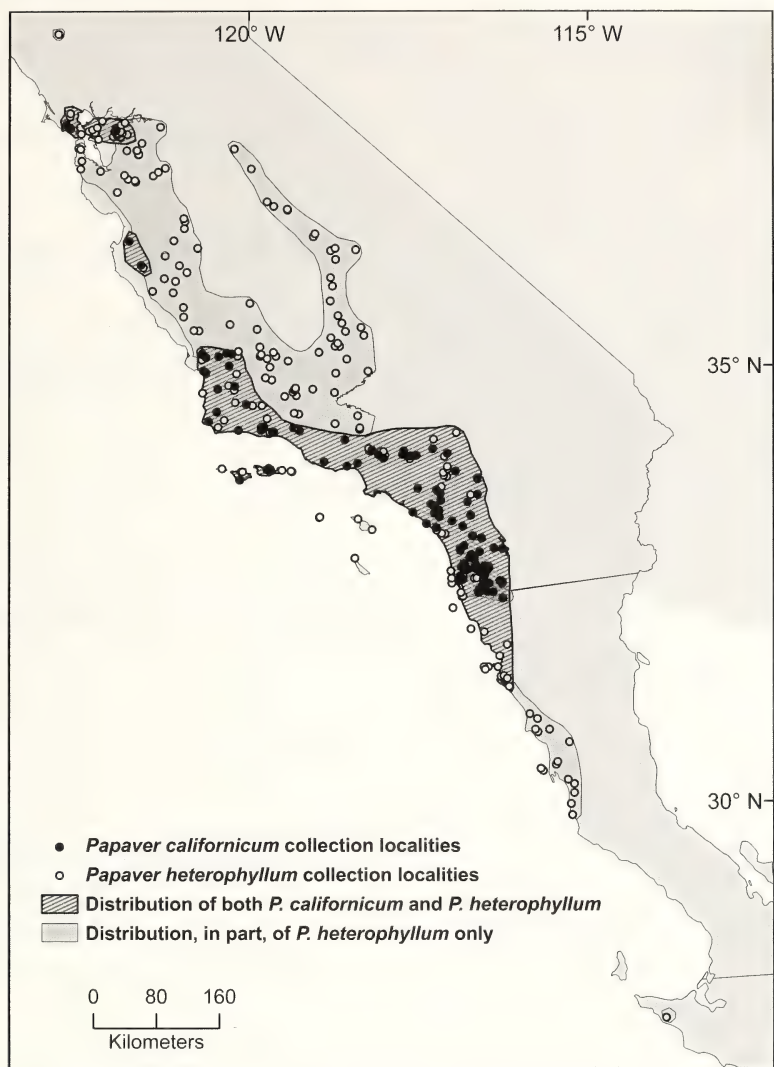 120° W 115° W
35° N
30° N
Papaver californicum collection localities
Papaver heterophyllum collection localities
Distribution of both P. californicum and P. heterophyllum
Distribution, in part, of P. heterophyllum only
0 80 160
Kilometers